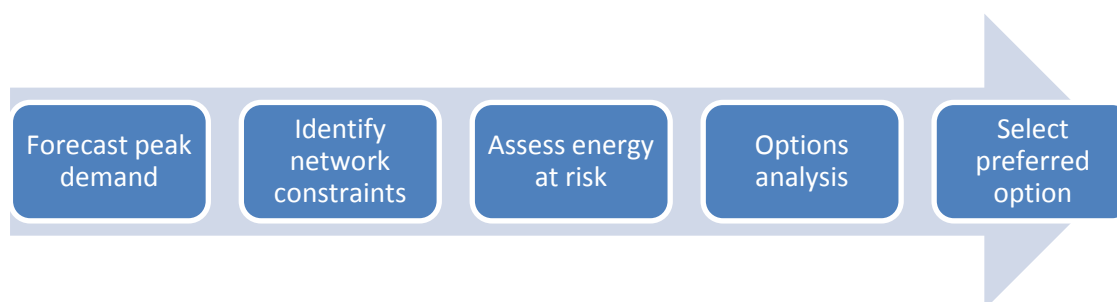 Forecast peak
demand
Identify
network
constraints
Assess energy
at risk
Options
analysis
Select
preferred
option